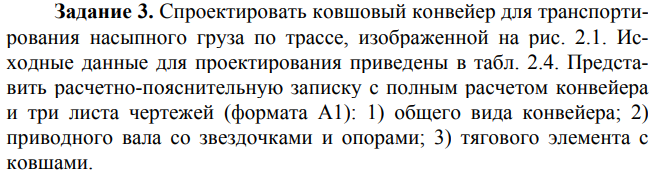 Задание 3. Спроектировать ковшовый конвейер для транспорти-
рования насыпного груза по трассе, изображенной на рис. 2.1. Ис-
ходные данные для проектирования приведены в табл. 2.4. Предста-
вить расчетно-пояснительную записку с полным расчетом конвейера
и три листа чертежей (формата А1): 1) общего вида конвейера; 2)
приводного вала со звездочками и опорами; 3) тягового элемента с
ковшами.